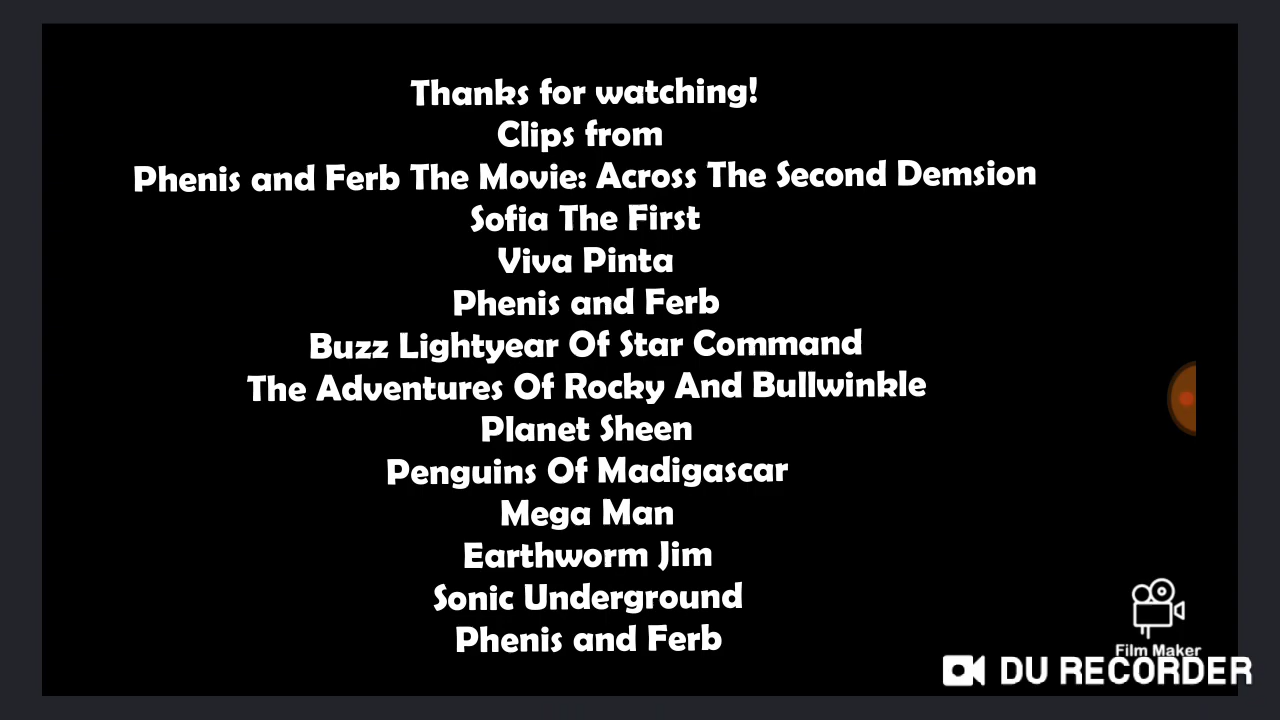 Thanks for watching!
Clips from
Phenis and Ferb The Movie: Across The Second Demsion
Sofia The First
Viva Pinta
Phenis and Ferb
Buzz Lightyear Of Star Command
The Adventures Of Rocky And Bullwinkle
Planet Sheen
Penguins Of Madigascar
Mega Man
Earthworm Jim
Sonic Underground
Phenis and Ferb
Film Maker
DU RECORDER